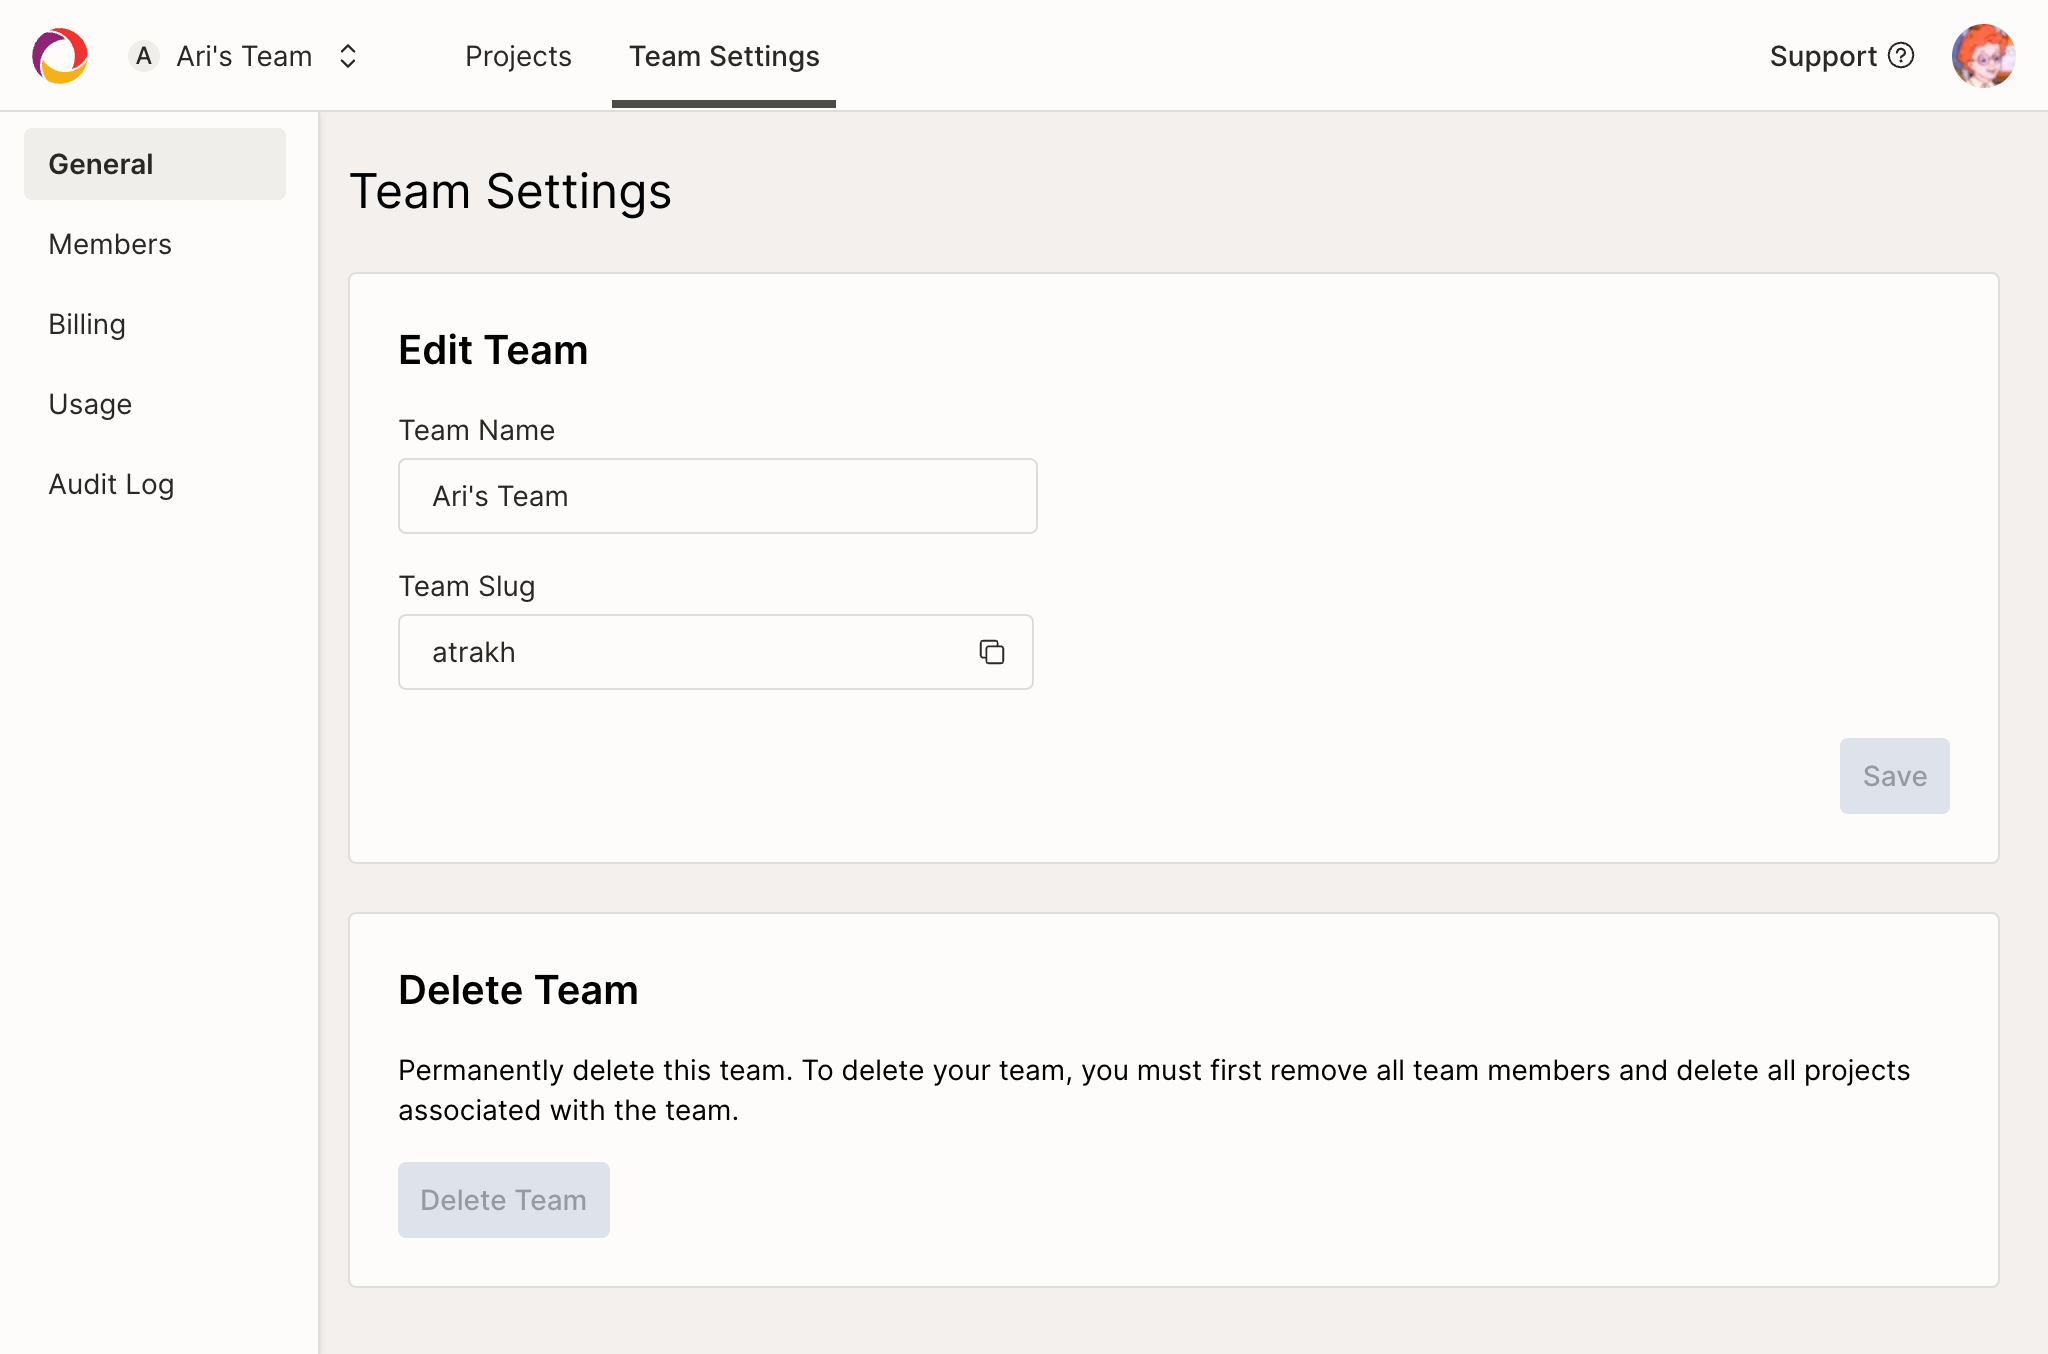 A Ari's Team
Projects
Team Settings
Support
General
Members
Billing
Usage
Audit Log
Team Settings
Edit Team
Team Name
Ari's Team
Team Slug
atrakh
Save
Delete Team
Permanently delete this team. To delete your team, you must first remove all team members and delete all projects
associated with the team.
Delete Team